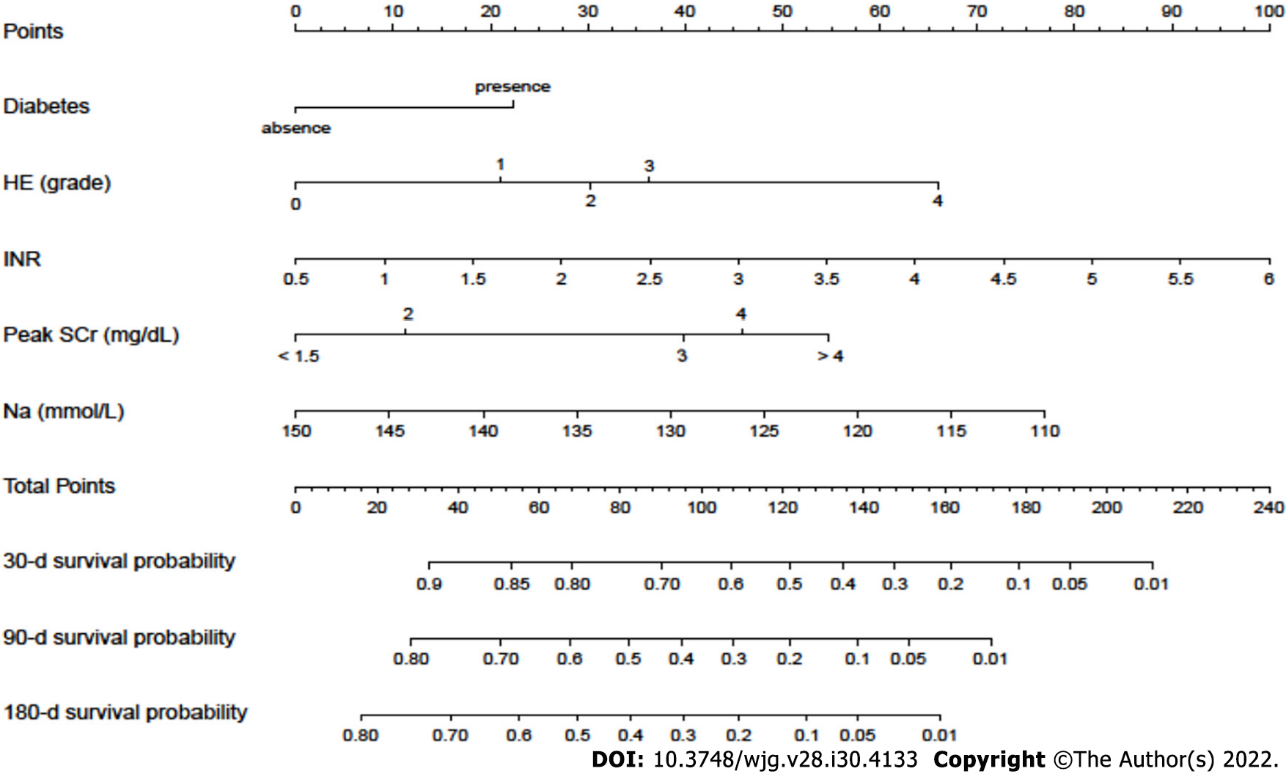 Points 0 10 20 30 40 50 60 70 80 90 100
presence
Diabetes
absence
1 3
HE (grade)
0 2 4
INR
0.5 1 1.5 2 2.5 3 3.5 4 4.5 5 5.5 6
2 4
Peak SCr (mg/dL)
< 1.5 3 > 4
Na (mmol/L)
150 145 140 135 130 125 120 115 110
Total Points
0 20 40 60 80 100 120 140 160 180 200 220 240
30-d survival probability
0.9 0.85 0.80 0.70 0.6 0.5 0.4 0.3 0.2 0.1 0.05 0.01
90-d survival probability
0.80 0.70 0.6 0.5 0.4 0.3 0.2 0.1 0.05 0.01
180-d survival probability
0.80 0.70 0.6 0.5 0.4 0.3 0.2 0.1 0.05 0.01
DOI: 10.3748/wjg.v28.i30.4133 Copyright ©The Author(s) 2022.